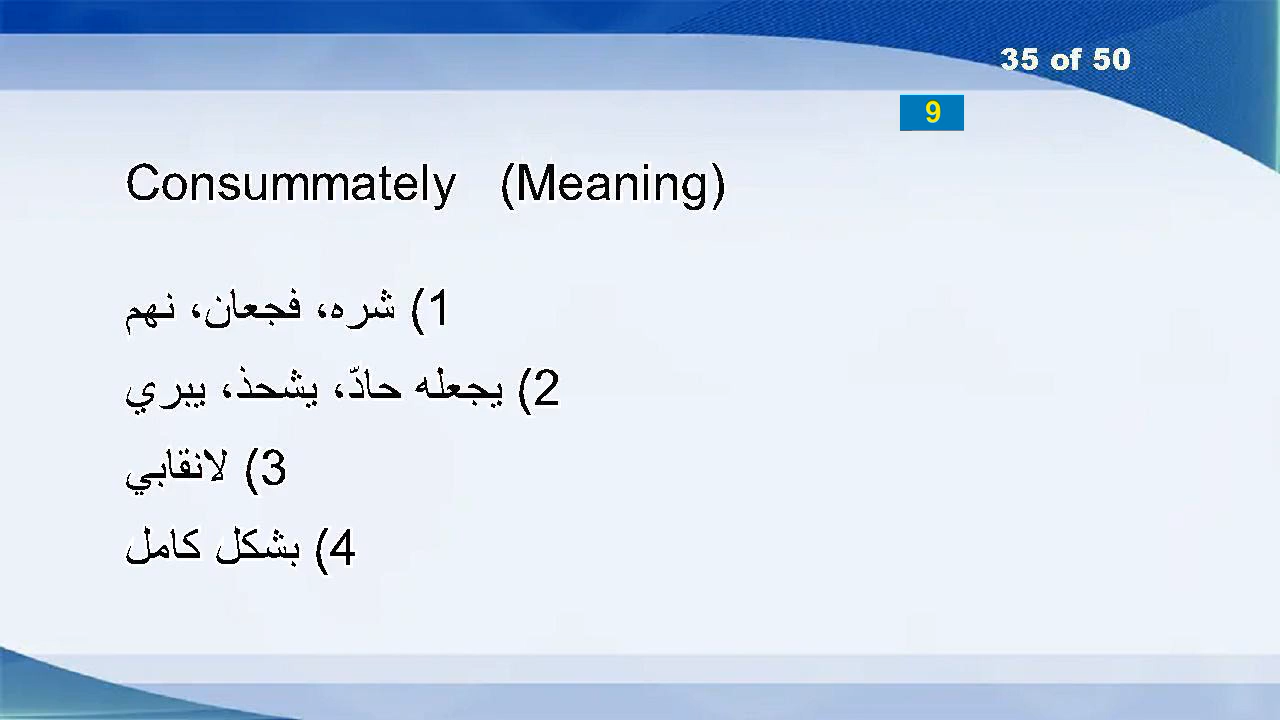 35 of 50
9
Consummately (Meaning)
1) شره، فجعان، نهم
2) يجعله حادّ، يشحذ، يبري
3) لانقابي
4) بشكل كامل